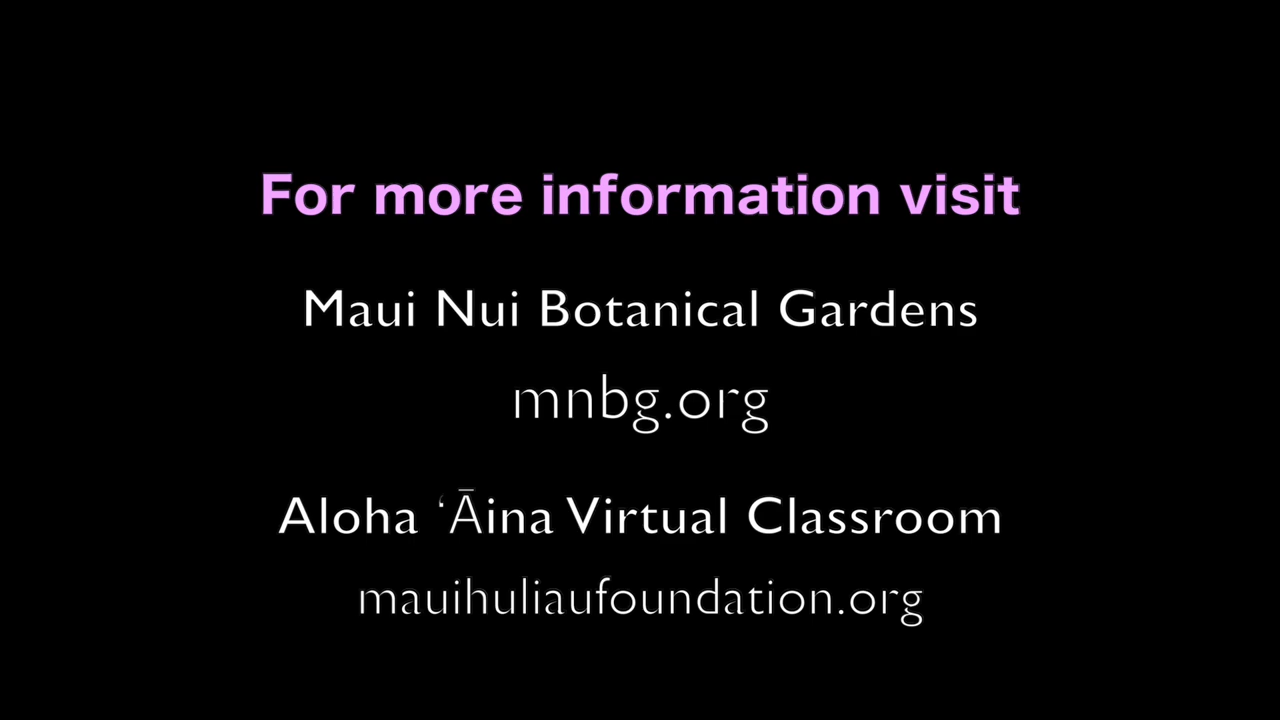 For more information visit
Maui Nui Botanical Gardens
mnbg.org
Aloha ʻĀina Virtual Classroom
mauihuliaufoundation.org